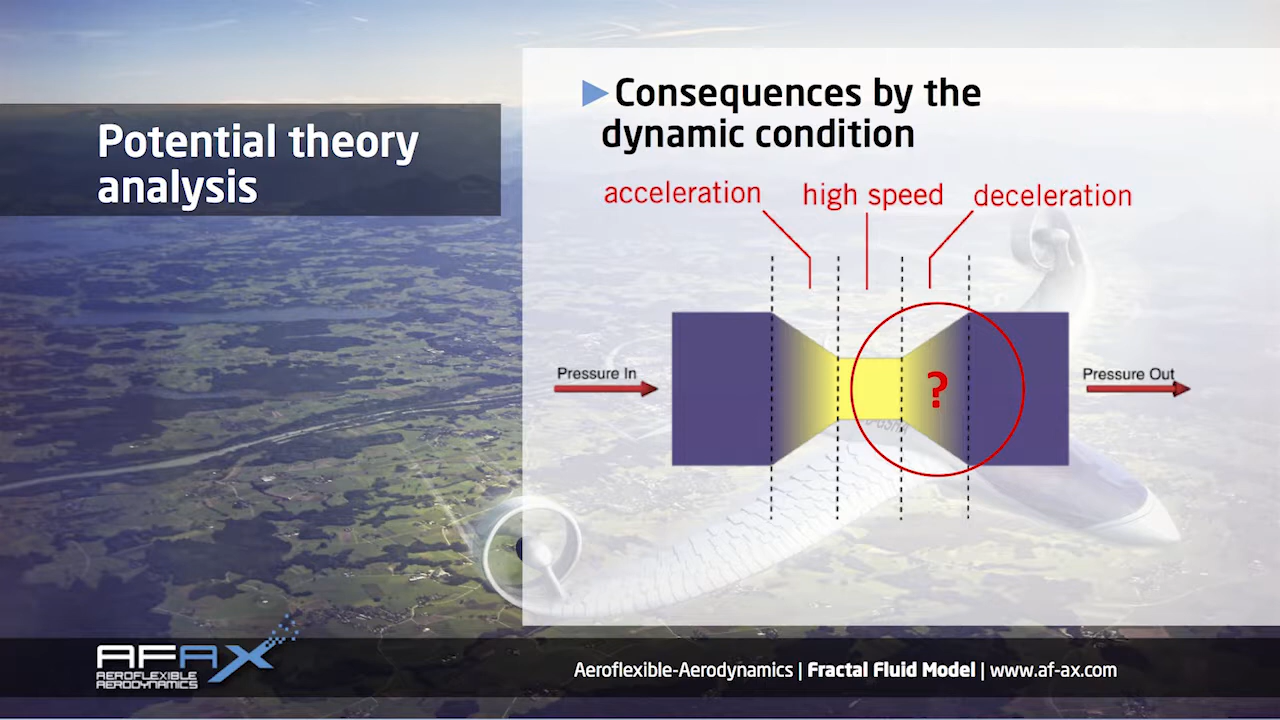 Potential theory
analysis
Consequences by the
dynamic condition
acceleration
high speed
deceleration
Pressure In
?
Pressure Out
AFAX
AEROFLEXIBLE
AERODYNAMICS
Aeroflexible-Aerodynamics | Fractal Fluid Model | www.af-ax.com